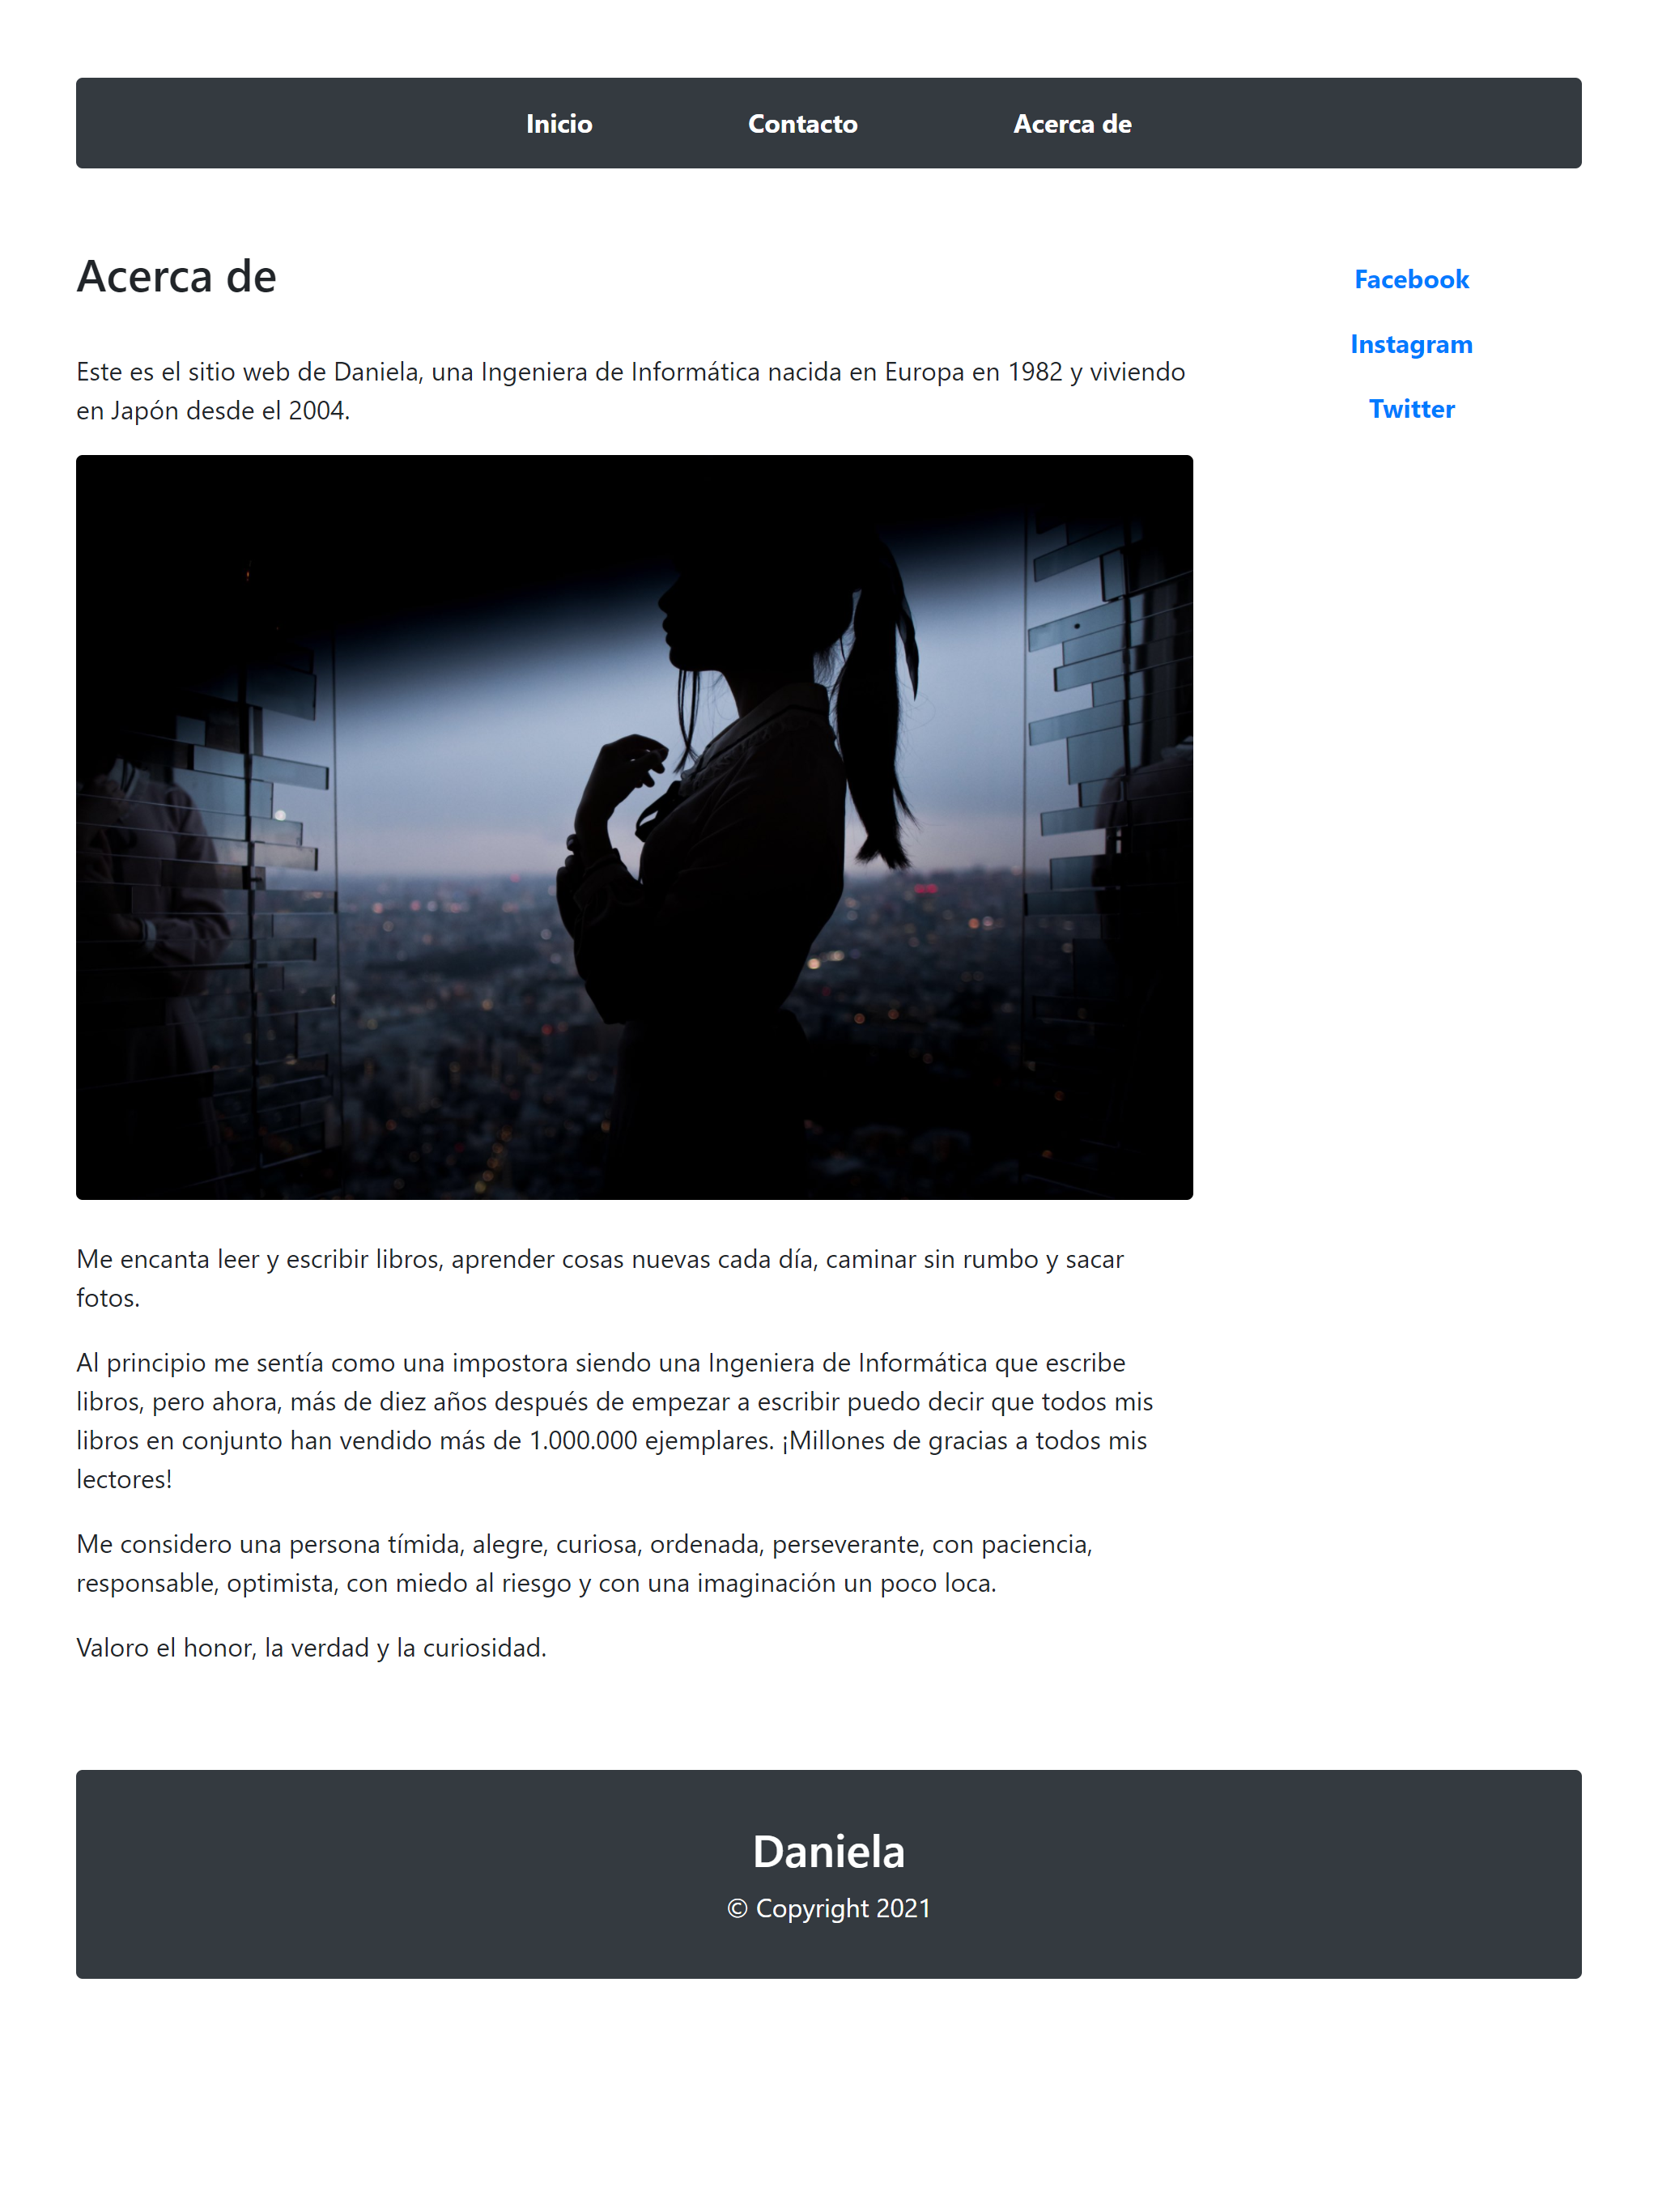 Inicio Contacto Acerca de
Acerca de
Este es el sitio web de Daniela, una Ingeniera de Informática nacida en Europa en 1982 y viviendo
en Japón desde el 2004.
Me encanta leer y escribir libros, aprender cosas nuevas cada día, caminar sin rumbo y sacar
fotos.
Al principio me sentía como una impostora siendo una Ingeniera de Informática que escribe
libros, pero ahora, más de diez años después de empezar a escribir puedo decir que todos mis
libros en conjunto han vendido más de 1.000.000 ejemplares. ¡Millones de gracias a todos mis
lectores!
Me considero una persona tímida, alegre, curiosa, ordenada, perseverante, con paciencia,
responsable, optimista, con miedo al riesgo y con una imaginación un poco loca.
Valoro el honor, la verdad y la curiosidad.
Facebook
Instagram
Twitter
Daniela
© Copyright 2021